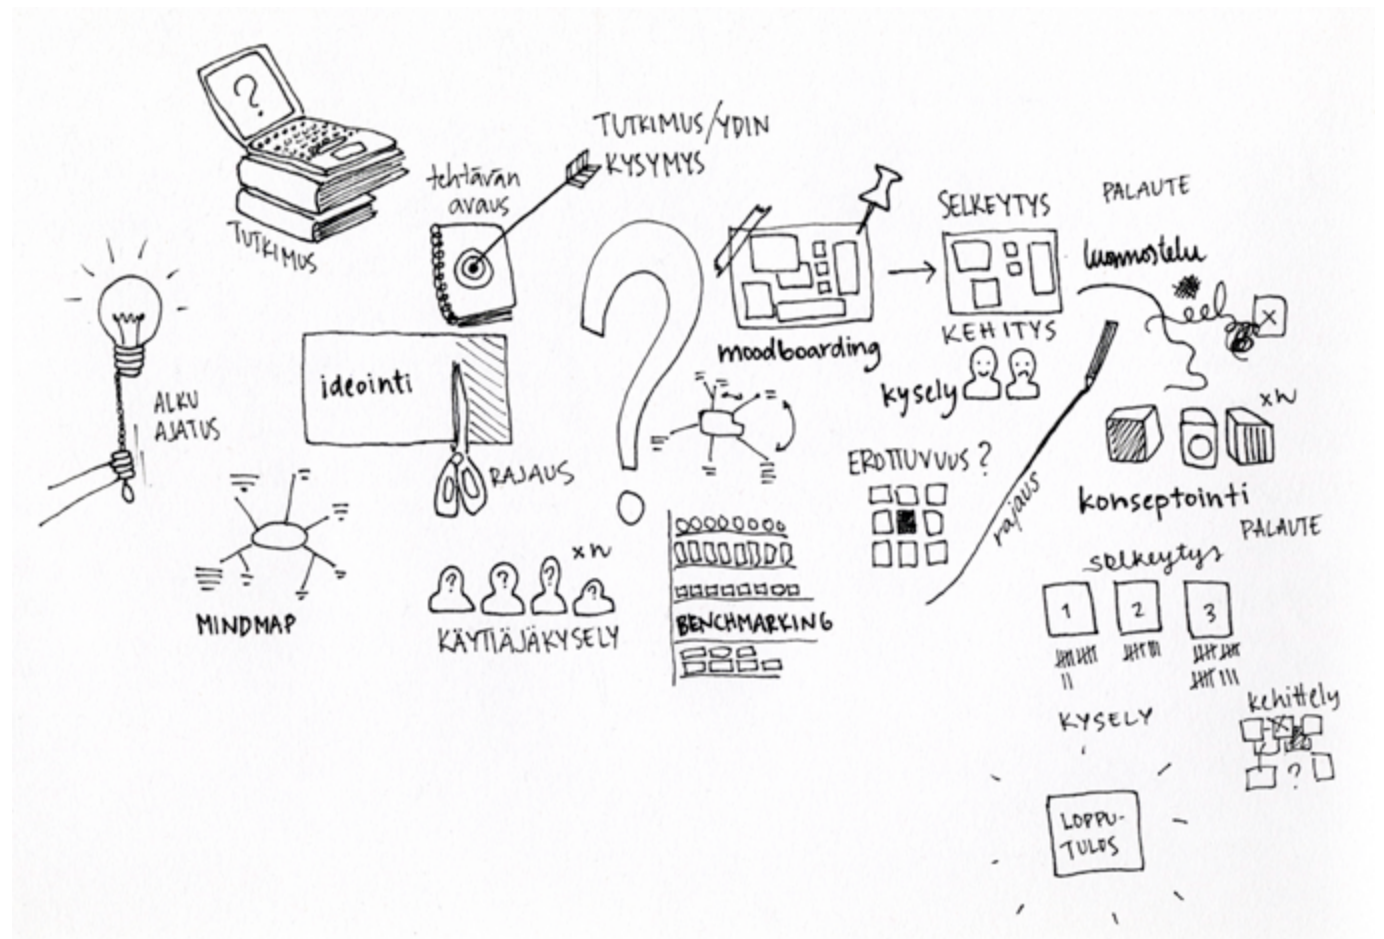 ?
TUTKIMUS
ALKU
AJATUS
MINDMAP
tehtävän
avaus
TUTKIMUS/YDIN
KYSYMYS
ideointi
RAJAUS
? ? ? ?
xn
KÄYTTÄJÄKYSELY
?
moodboarding
BENCHMARKING
SELKEYTYS
KEHITYS
kysely
EROTTUVUUS?
rajaus
PALAUTE
luonnostelu
x
xn
konseptointi
PALAUTE
selkeytys
1 2 3
KYSELY
kehittely
?
LOPPU-
TULOS